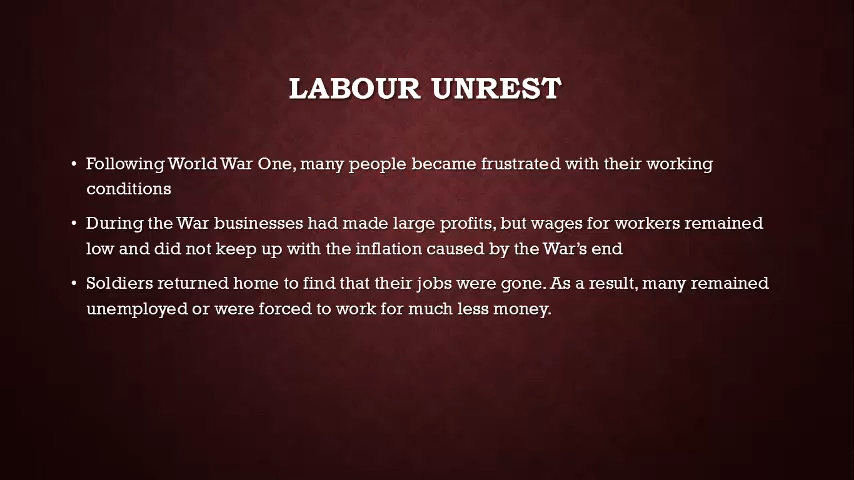 LABOUR UNREST
• Following World War One, many people became frustrated with their working
conditions
• During the War businesses had made large profits, but wages for workers remained
low and did not keep up with the inflation caused by the War's end
• Soldiers returned home to find that their jobs were gone. As a result, many remained
unemployed or were forced to work for much less money.